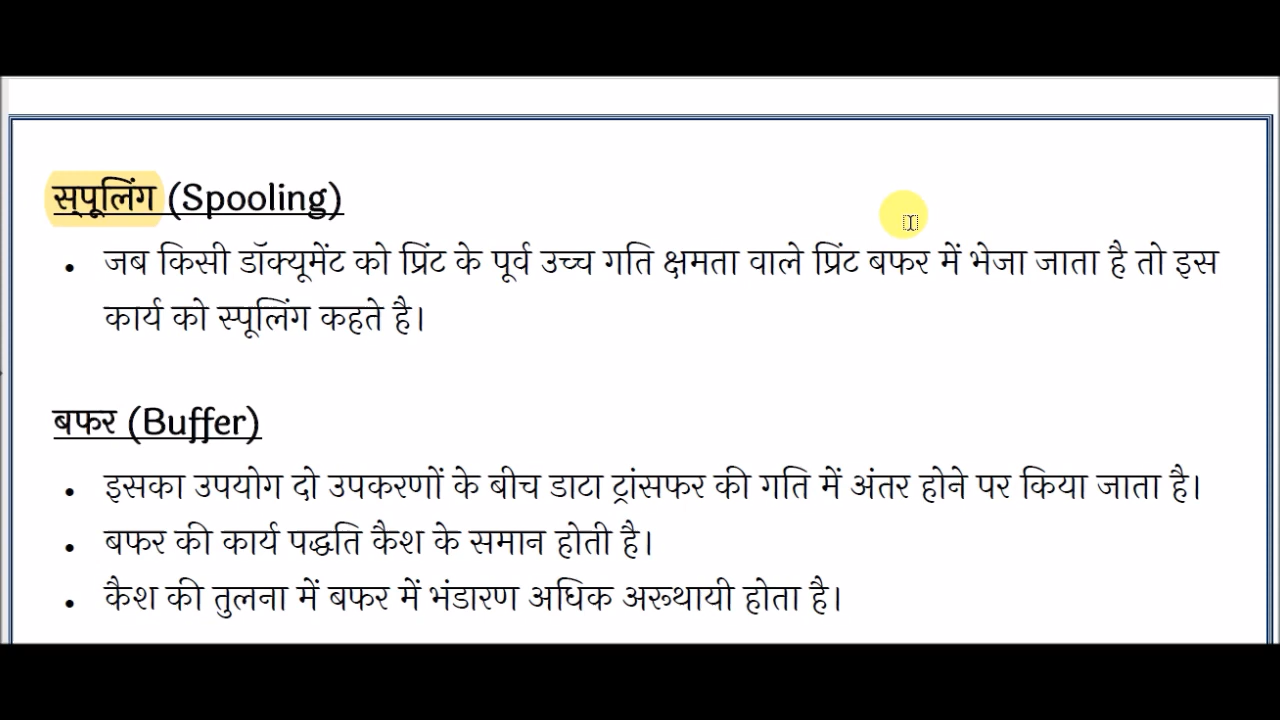 स्पूलिंग (Spooling)
• जब किसी डॉक्यूमेंट को प्रिंट के पूर्व उच्च गति क्षमता वाले प्रिंट बफर में भेजा जाता है तो इस
कार्य को स्पूलिंग कहते है।
बफर (Buffer)
• इसका उपयोग दो उपकरणों के बीच डाटा ट्रांसफर की गति में अंतर होने पर किया जाता है।
• बफर की कार्य पद्धति कैश के समान होती है।
• कैश की तुलना में बफर में भंडारण अधिक अस्थायी होता है।